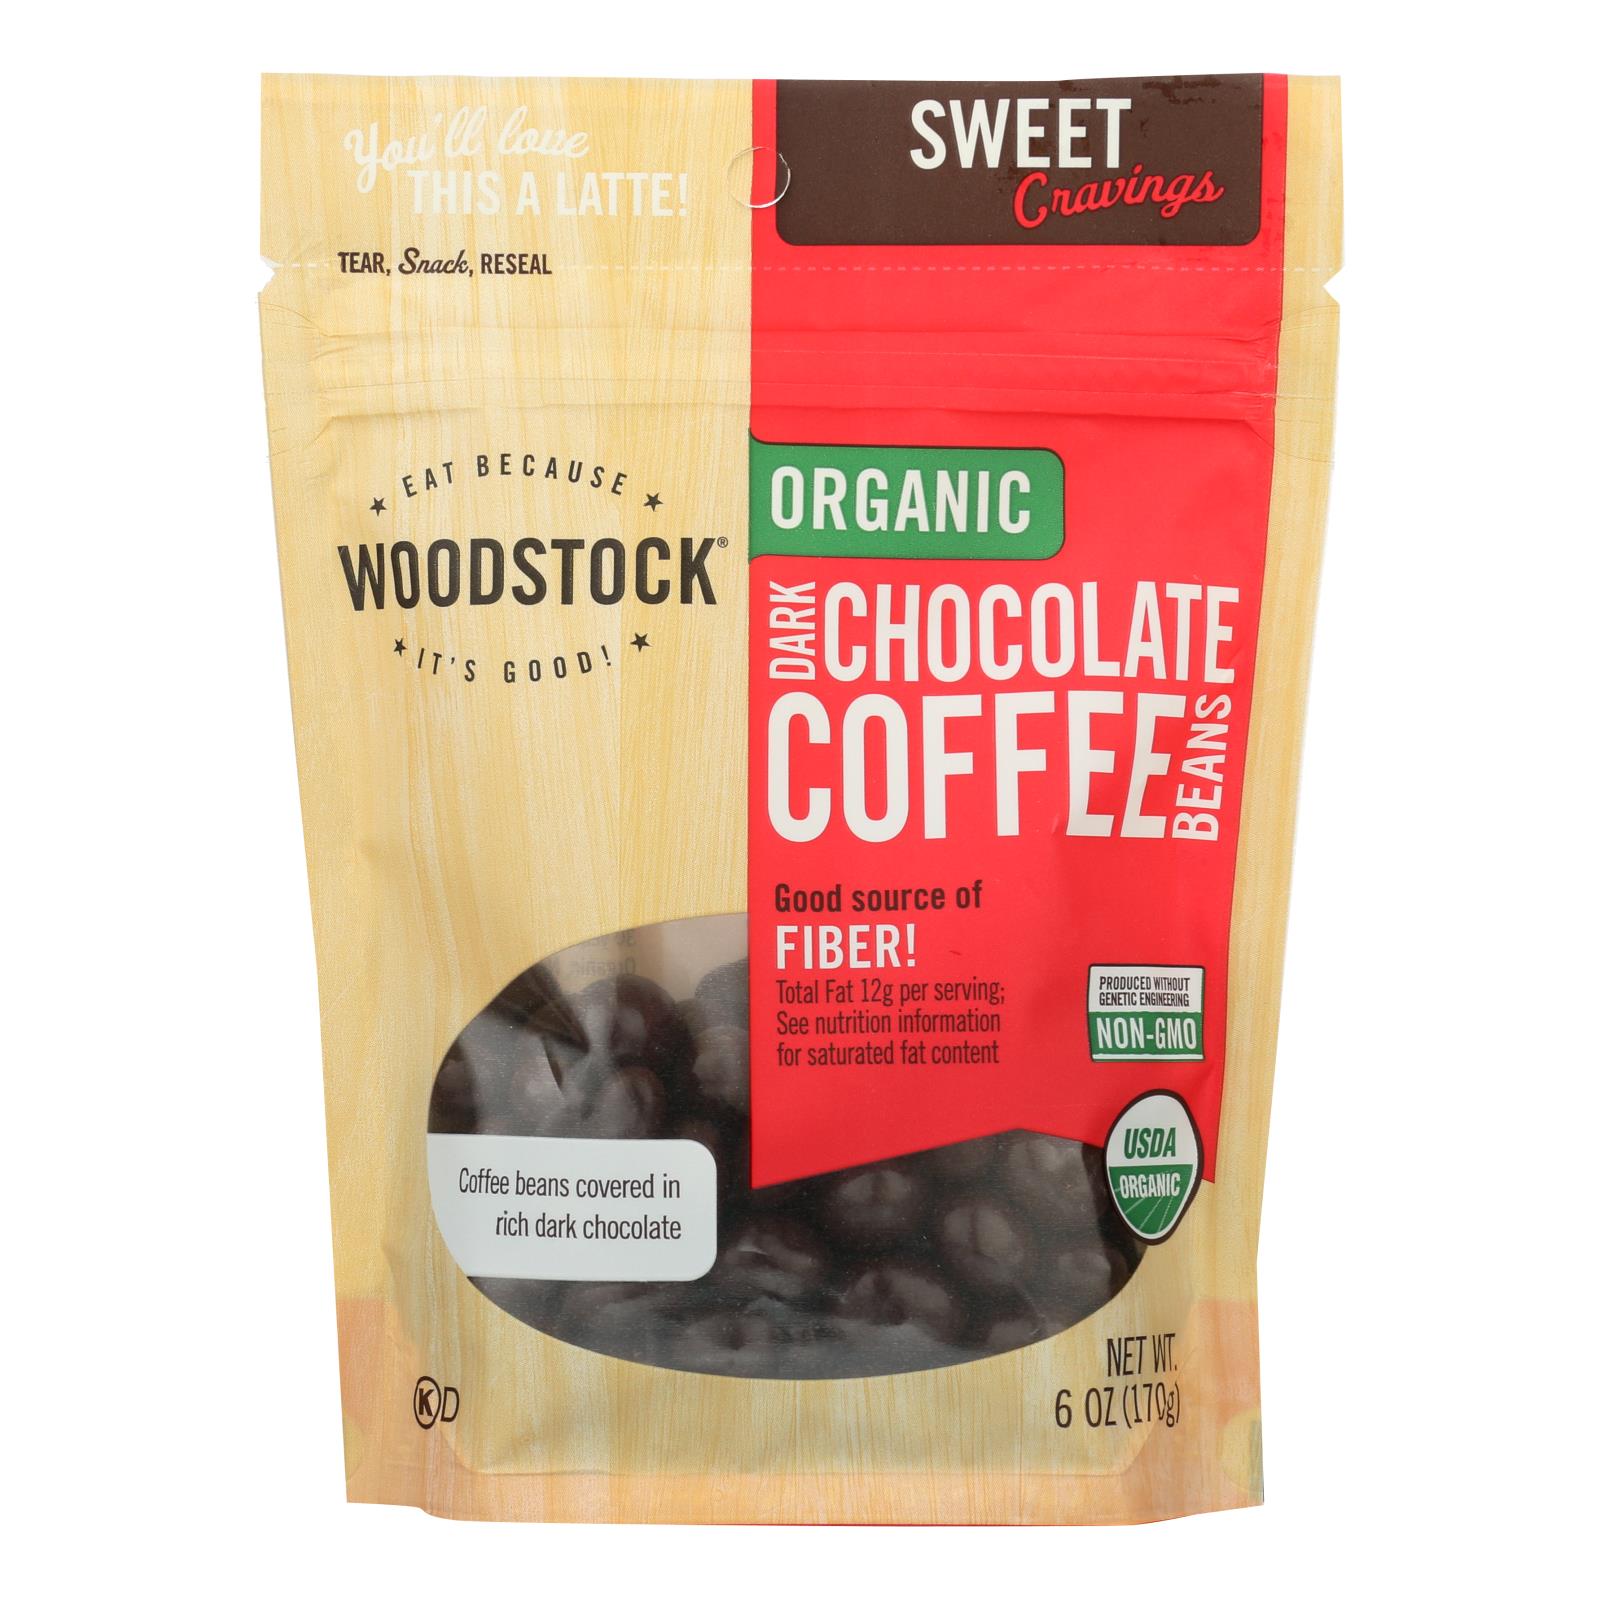 You'll love
THIS A LATTE!
TEAR, Snack, RESEAL
SWEET
Cravings
EAT BECAUSE
WOODSTOCK®
IT'S GOOD!
ORGANIC
DARK
CHOCOLATE
COFFEE
BEANS
Good source of
FIBER!
Total Fat 12g per serving;
See nutrition information
for saturated fat content
PRODUCED WITHOUT
GENETIC ENGINEERING
NON-GMO
USDA
ORGANIC
Coffee beans covered in
rich dark chocolate
NET WT.
6 OZ (170g)
K D